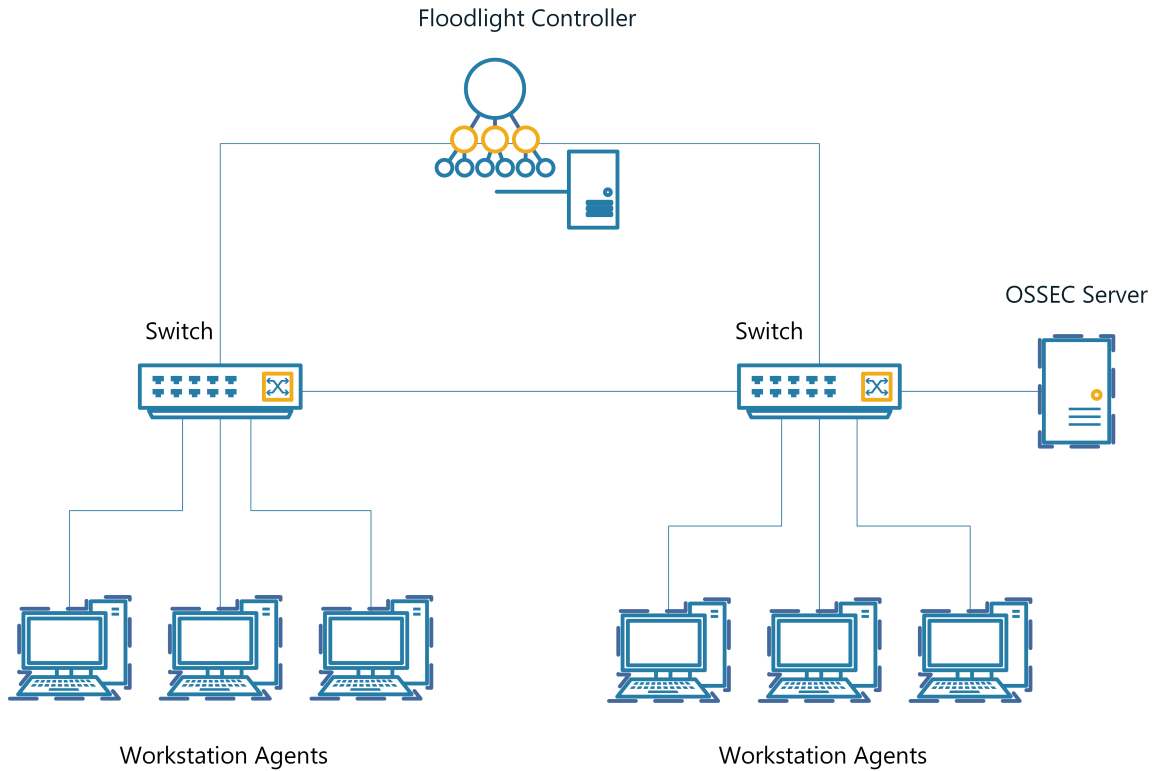 Floodlight Controller
OSSEC Server
Switch
Switch
Workstation Agents
Workstation Agents